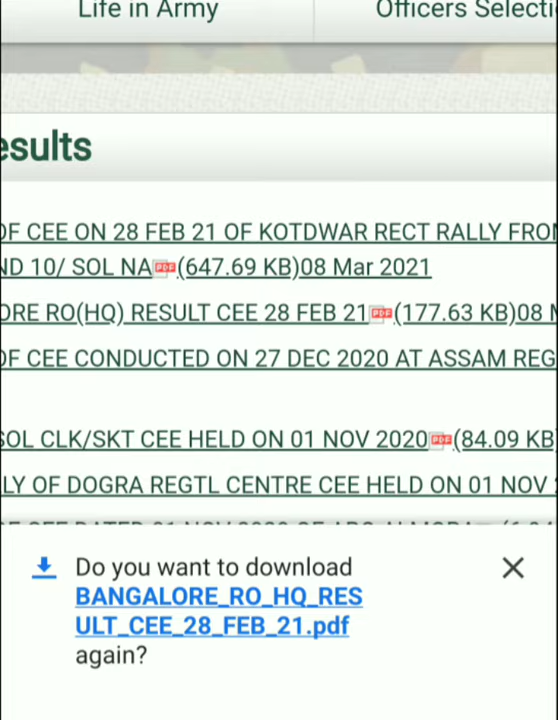 Life in Army
Officers Selecti
esults
OF CEE ON 28 FEB 21 OF KOTDWAR RECT RALLY FRO
ND 10/ SOL NA PDF (647.69 KB)08 Mar 2021
ORE RO(HQ) RESULT CEE 28 FEB 21 PDF (177.63 KB)08 M
OF CEE CONDUCTED ON 27 DEC 2020 AT ASSAM REG
SOL CLK/SKT CEE HELD ON 01 NOV 2020 PDF (84.09 KB
LY OF DOGRA REGTL CENTRE CEE HELD ON 01 NOV
Do you want to download
BANGALORE_RO_HQ_RES
ULT_CEE_28_FEB_21.pdf
again?